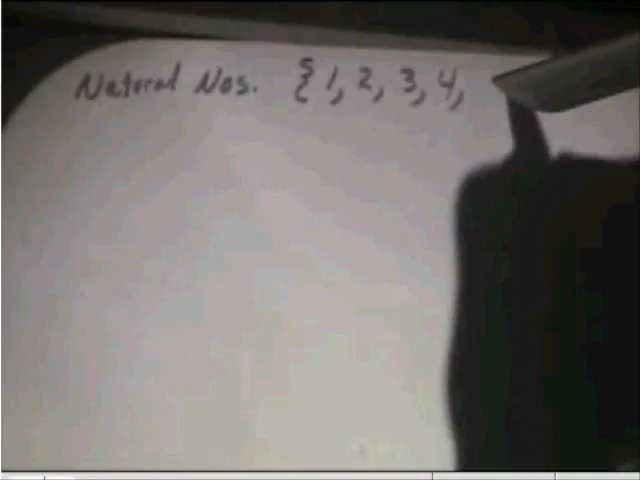 Natural Nos. { 1, 2, 3, 4,